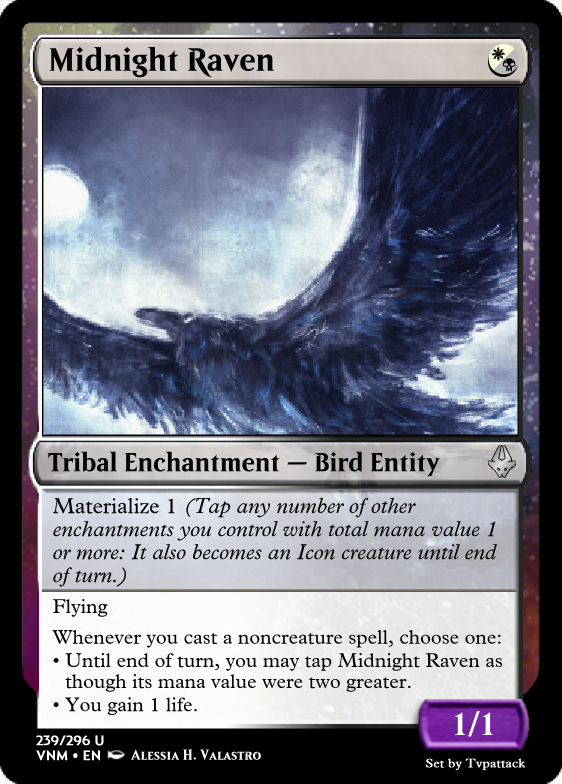 Midnight Raven
Tribal Enchantment — Bird Entity
Materialize 1 (Tap any number of other
enchantments you control with total mana value 1
or more: It also becomes an Icon creature until end
of turn.)
Flying
Whenever you cast a noncreature spell, choose one:
• Until end of turn, you may tap Midnight Raven as
though its mana value were two greater.
• You gain 1 life.
1/1
239/296 U
VNM • EN Alessia H. Valastro
Set by Tvpattack